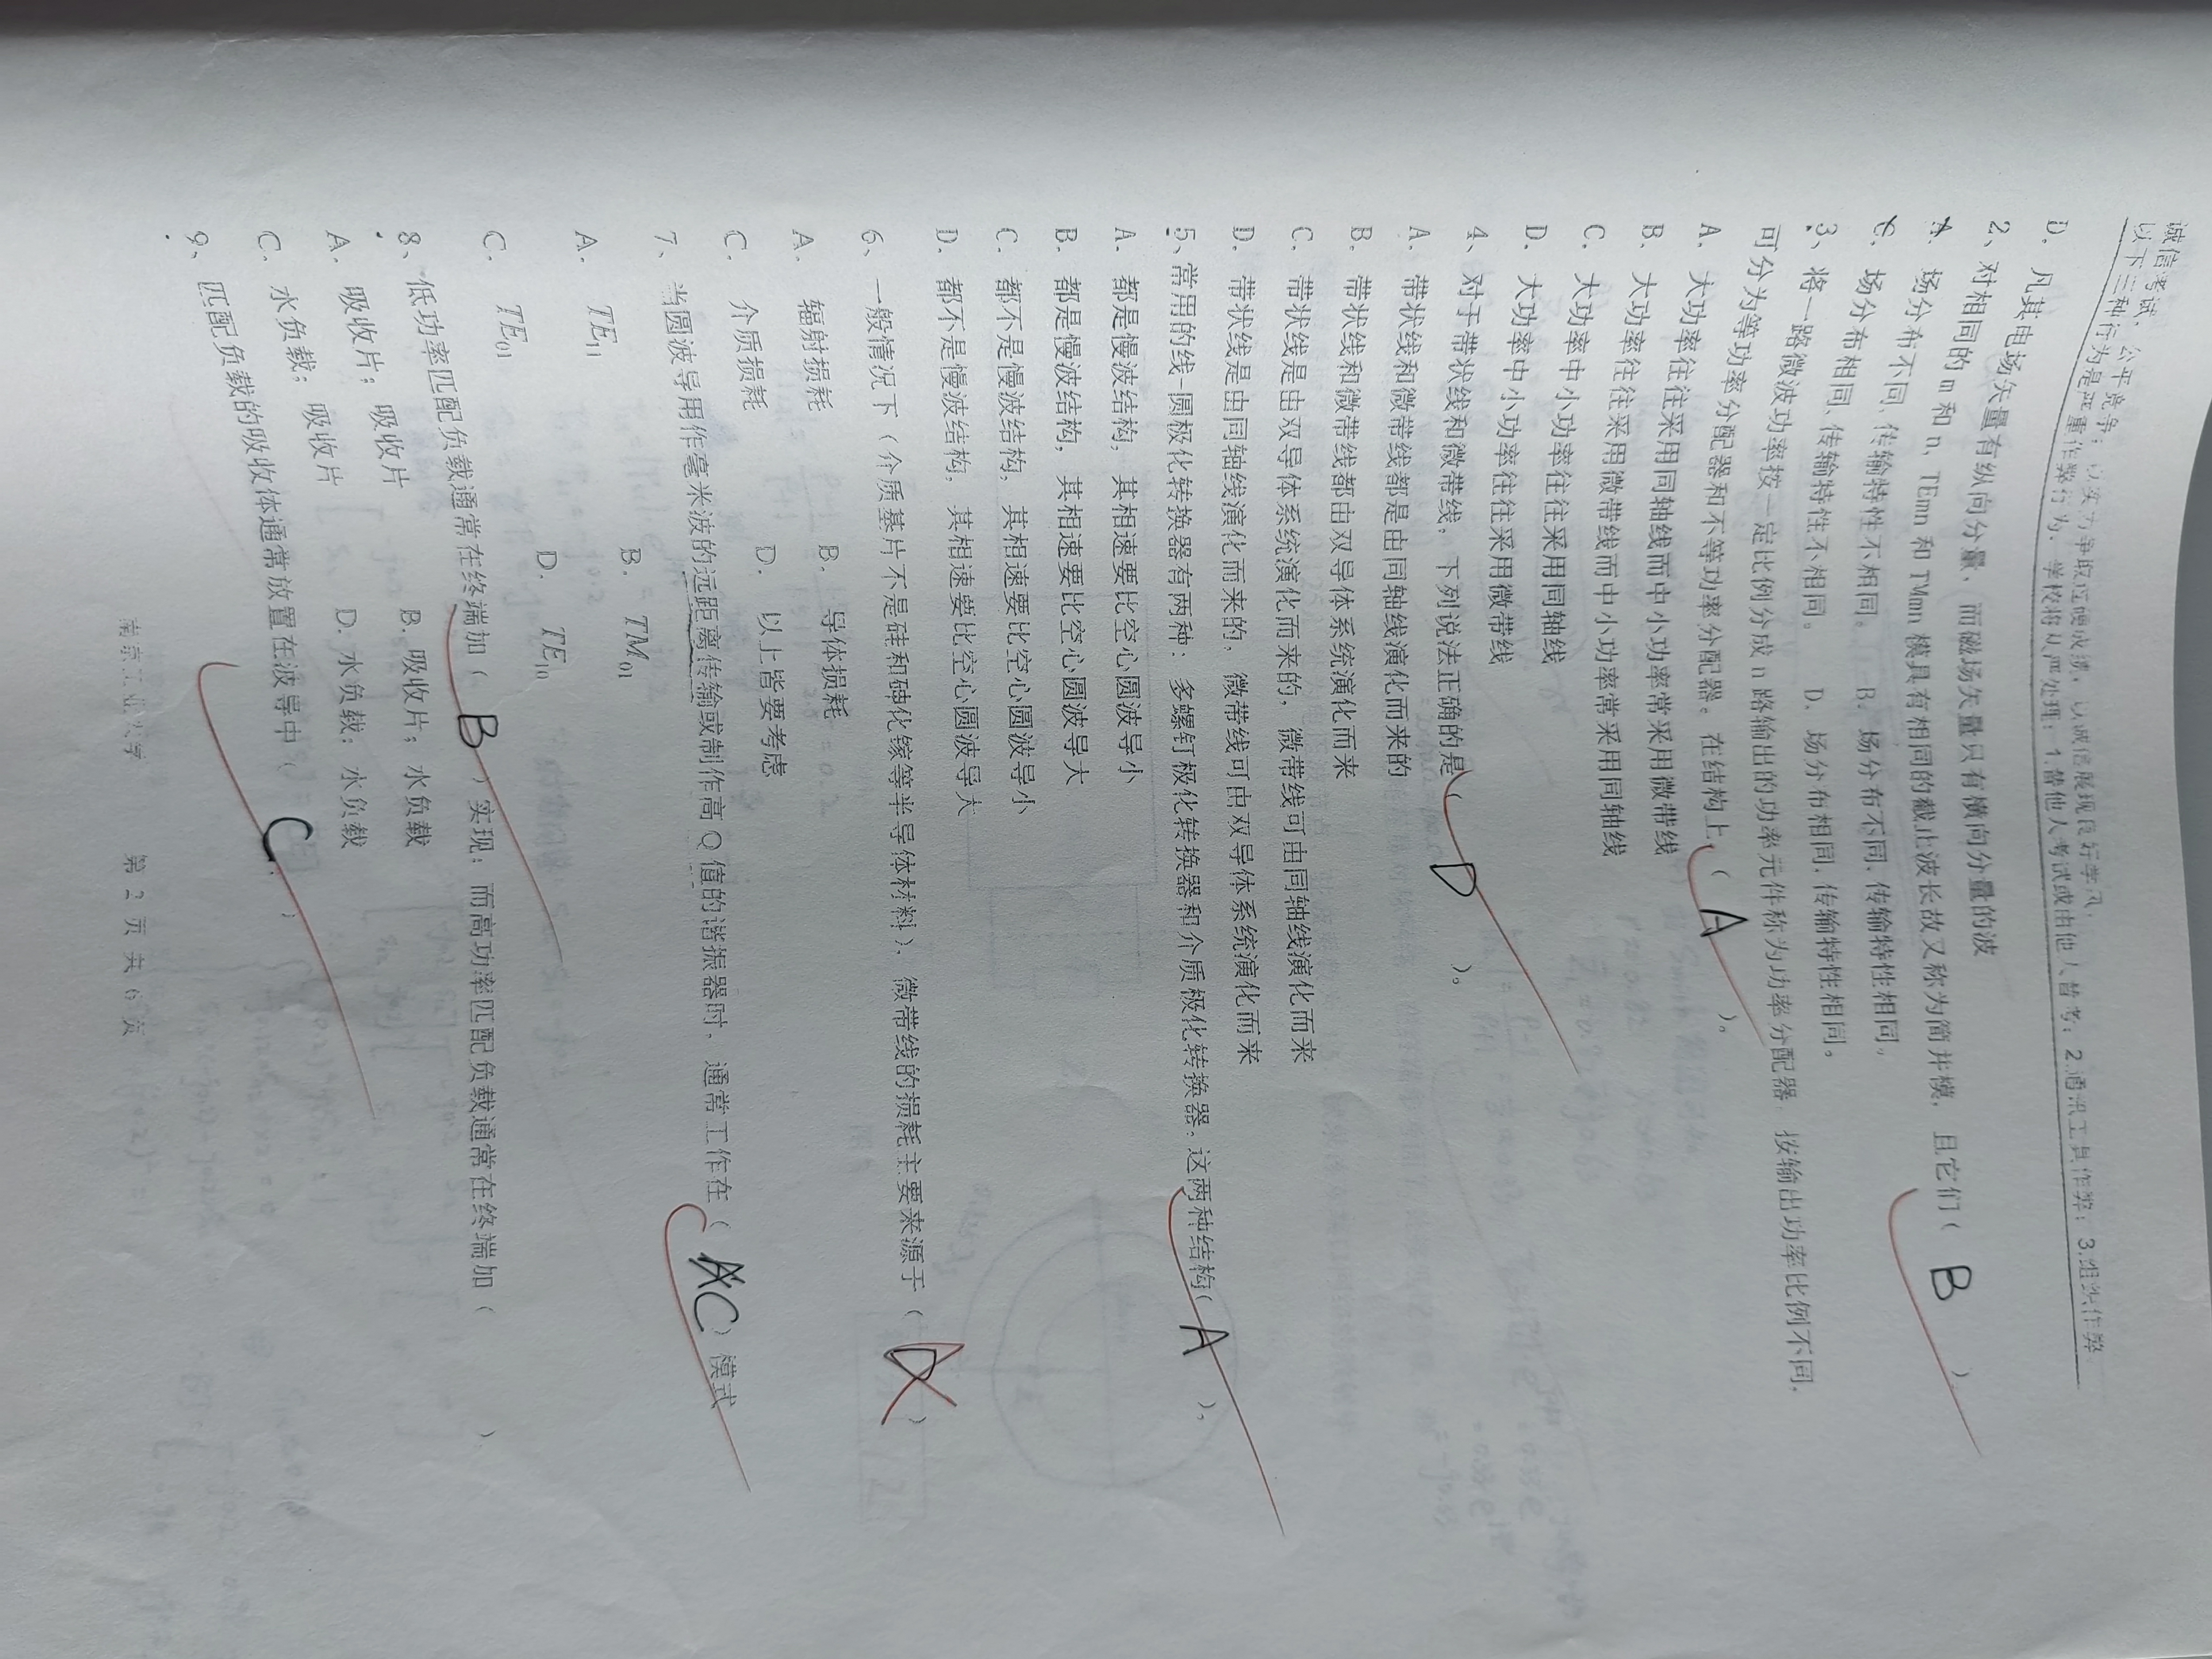 诚信考试，公平竞争；以实力争取过硬成绩，以诚信展现良好学风。
以下三种行为是严重作弊行为，学校将从严处理：1.替他人考试或由他人替考；2.通讯工具作弊；3.组织作弊
D. 凡其电场矢量有纵向分量，而磁场矢量只有横向分量的波
2、对相同的 m 和 n, TEmn 和 TMmn 模具有相同的截止波长故又称为简并模，且它们( B ).
A. 场分布不同,传输特性不相同。 B. 场分布不同,传输特性相同。
C. 场分布相同,传输特性不相同。 D. 场分布相同,传输特性相同。
3、将一路微波功率按一定比例分成 n 路输出的功率元件称为功率分配器. 按输出功率比例不同,
可分为等功率分配器和不等功率分配器。在结构上,（ A ）。
A. 大功率往往采用同轴线而中小功率常采用微带线
B. 大功率往往采用微带线而中小功率常采用同轴线
C. 大功率中小功率往往采用同轴线
D. 大功率中小功率往往采用微带线
4、对于带状线和微带线，下列说法正确的是（ D ）。
A. 带状线和微带线都是由同轴线演化而来的
B. 带状线和微带线都由双导体系统演化而来
C. 带状线是由双导体系统演化而来的，微带线可由同轴线演化而来
D. 带状线是由同轴线演化而来的，微带线可由双导体系统演化而来
5、常用的线-圆极化转换器有两种：多螺钉极化转换器和介质极化转换器。这两种结构( A )。
A. 都是慢波结构，其相速要比空心圆波导小
B. 都是慢波结构，其相速要比空心圆波导大
C. 都不是慢波结构，其相速要比空心圆波导小
D. 都不是慢波结构，其相速要比空心圆波导大
6、一般情况下（介质基片不是硅和砷化镓等半导体材料），微带线的损耗主要来源于（ D ）
A. 辐射损耗 B. 导体损耗
C. 介质损耗 D. 以上皆要考虑
7、当圆波导用作毫米波的远距离传输或制作高 Q 值的谐振器时，通常工作在（ C ）模式
A. TE11 B. TM01
C. TE01 D. TE10
8、低功率匹配负载通常在终端加（ B ）实现；而高功率匹配负载通常在终端加（ ）
A. 吸收片；吸收片 B. 吸收片；水负载
C. 水负载；吸收片 D. 水负载；水负载
9、匹配负载的吸收体通常放置在波导中（ C. ）
南京工业大学 第 2 页 共 6 页